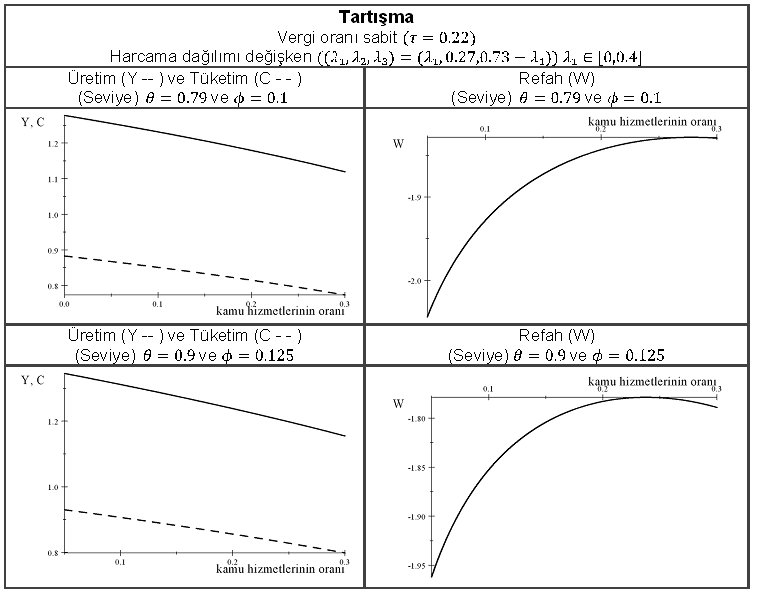 Tartışma
Vergi oranı sabit (τ = 0.22)
Harcama dağılımı değişken ((λ₁, λ₂, λ₃) = (λ₁, 0.27,0.73 − λ₁)) λ₁ ∈ [0,0.4]
Üretim (Y -- ) ve Tüketim (C - - )
(Seviye) θ = 0.79 ve ϕ = 0.1
Refah (W)
(Seviye) θ = 0.79 ve ϕ = 0.1
Y, C
1.2
1.1
1.0
0.9
0.8
0.0
0.1
0.2
0.3
kamu hizmetlerinin oranı
kamu hizmetlerinin oranı
0.1
0.2
0.3
W
-1.9
-2.0
Üretim (Y -- ) ve Tüketim (C - - )
(Seviye) θ = 0.9 ve ϕ = 0.125
Refah (W)
(Seviye) θ = 0.9 ve ϕ = 0.125
Y, C
1.2
1.0
0.8
0.1
0.2
0.3
kamu hizmetlerinin oranı
kamu hizmetlerinin oranı
0.1
0.2
0.3
W
-1.80
-1.85
-1.90
-1.95